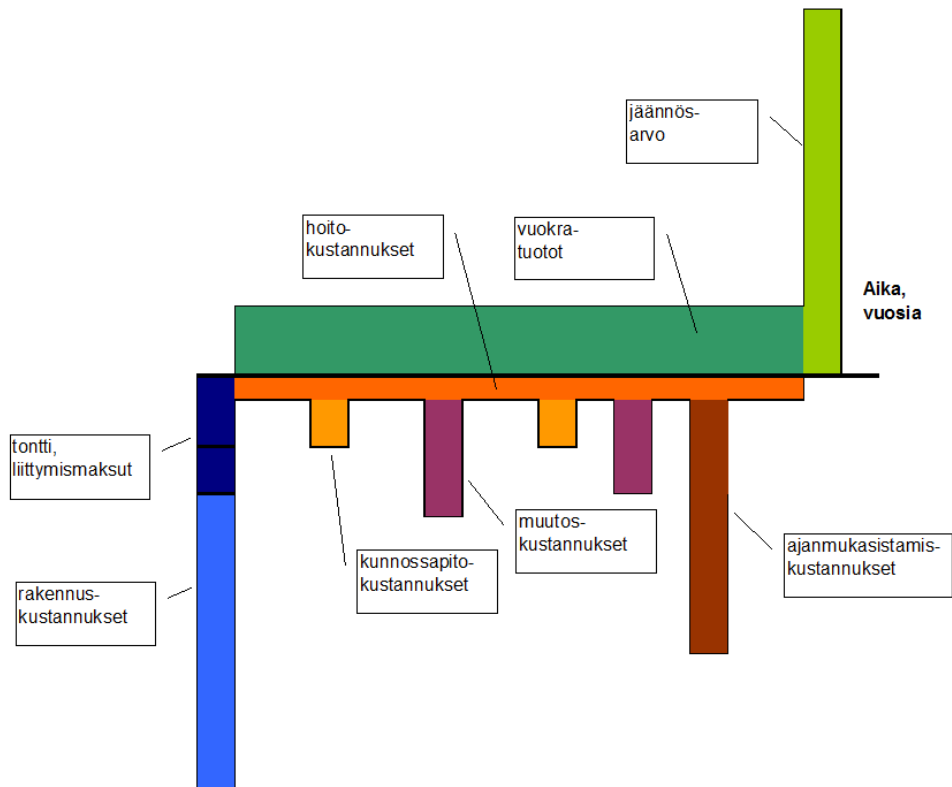 jäännös-
arvo
hoito-
kustannukset
vuokra-
tuotot
Aika,
vuosia
tontti,
liittymismaksut
muutos-
kustannukset
ajanmukasistamis-
kustannukset
kunnossapito-
kustannukset
rakennus-
kustannukset